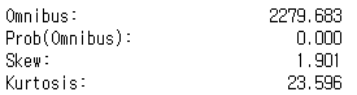 Omnibus: 2279.683
Prob(Omnibus): 0.000
Skew: 1.901
Kurtosis: 23.596